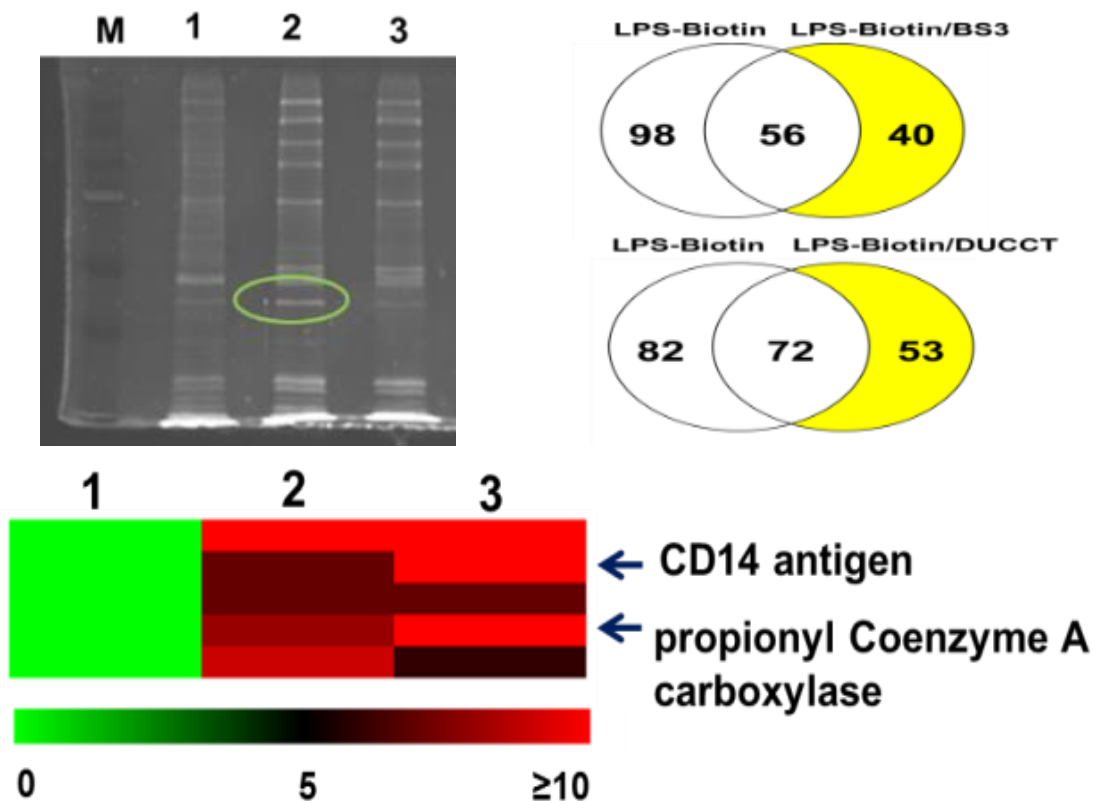 M 1 2 3
LPS-Biotin LPS-Biotin/BS3
98 56 40
LPS-Biotin LPS-Biotin/DUCCT
82 72 53
1 2 3
CD14 antigen
propionyl Coenzyme A
carboxylase
0 5 ≥10